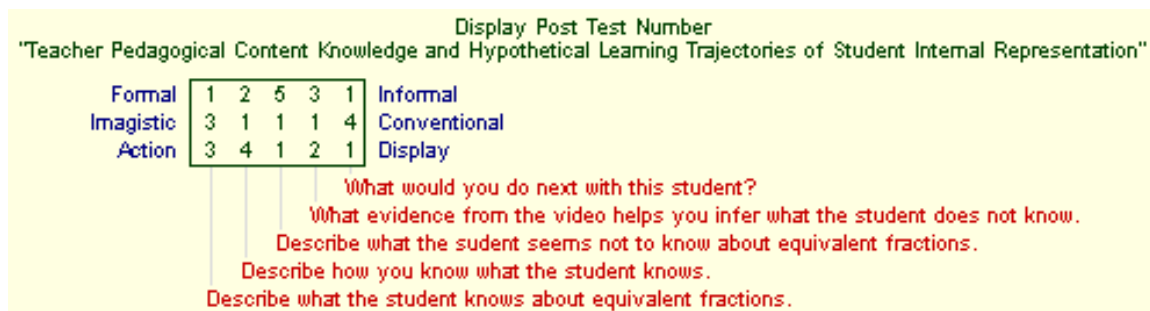 Display Post Test Number
"Teacher Pedagogical Content Knowledge and Hypothetical Learning Trajectories of Student Internal Representation"
Formal 1 2 5 3 1 Informal
Imagistic 3 1 1 1 4 Conventional
Action 3 4 1 2 1 Display
What would you do next with this student?
What evidence from the video helps you infer what the student does not know.
Describe what the sudent seems not to know about equivalent fractions.
Describe how you know what the student knows.
Describe what the student knows about equivalent fractions.